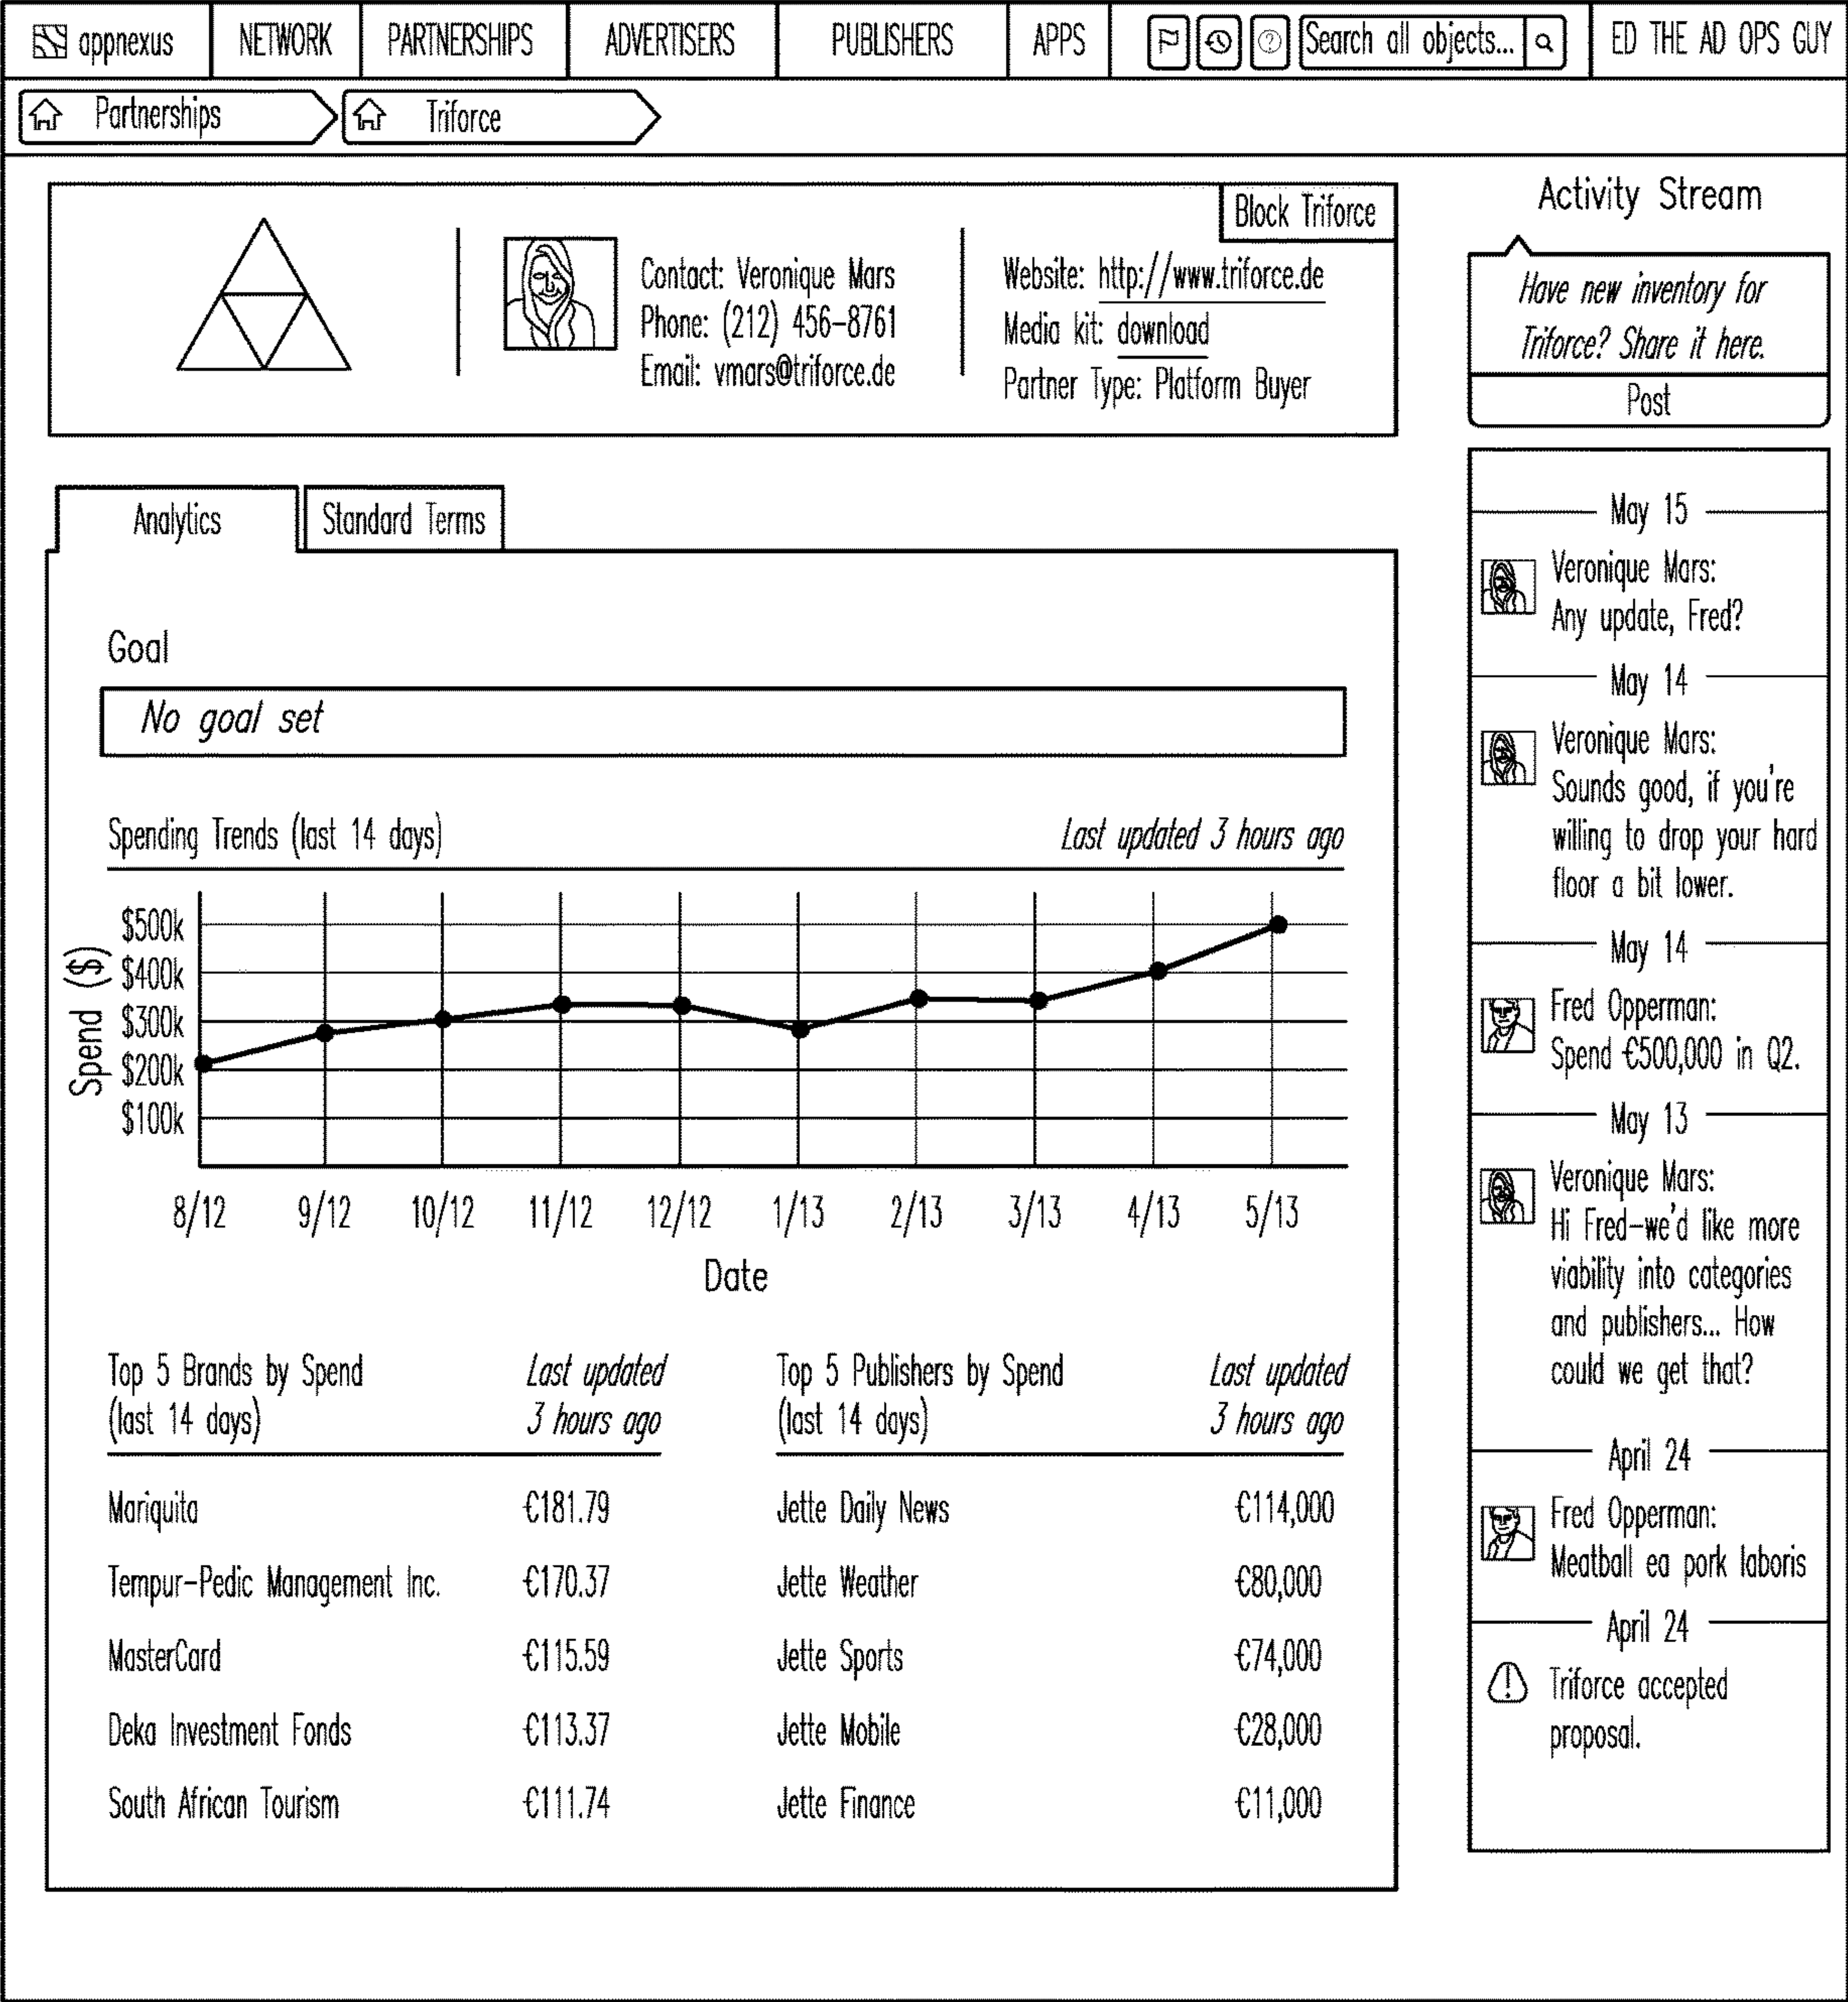 appnexus
NETWORK
PARTNERSHIPS
ADVERTISERS
PUBLISHERS
APPS
?
Search all objects...
ED THE AD OPS GUY
Partnerships
Triforce
Block Triforce
Contact: Veronique Mars
Phone: (212) 456-8761
Email: vmars@triforce.de
Website: http://www.triforce.de
Media kit: download
Partner Type: Platform Buyer
Analytics
Standard Terms
Goal
No goal set
Spending Trends (last 14 days)
Last updated 3 hours ago
Spend ($)
$500k
$400k
$300k
$200k
$100k
8/12 9/12 10/12 11/12 12/12 1/13 2/13 3/13 4/13 5/13
Date
Top 5 Brands by Spend
(last 14 days)
Last updated
3 hours ago
Mariquita €181.79
Tempur-Pedic Management Inc. €170.37
MasterCard €115.59
Deka Investment Fonds €113.37
South African Tourism €111.74
Top 5 Publishers by Spend
(last 14 days)
Last updated
3 hours ago
Jette Daily News €114,000
Jette Weather €80,000
Jette Sports €74,000
Jette Mobile €28,000
Jette Finance €11,000
Activity Stream
Have new inventory for
Triforce? Share it here.
Post
May 15
Veronique Mars:
Any update, Fred?
May 14
Veronique Mars:
Sounds good, if you're
willing to drop your hard
floor a bit lower.
May 14
Fred Opperman:
Spend €500,000 in Q2.
May 13
Veronique Mars:
Hi Fred-we'd like more
viability into categories
and publishers... How
could we get that?
April 24
Fred Opperman:
Meatball ea pork laboris
April 24
! Triforce accepted
proposal.